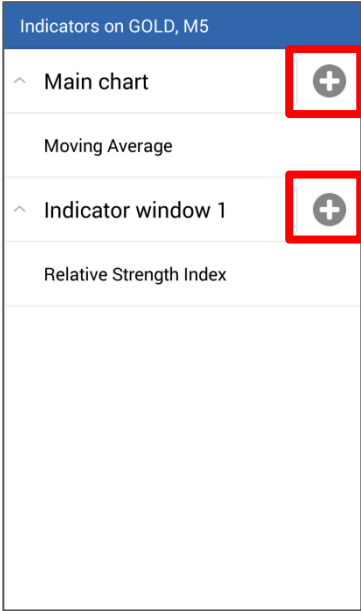 Indicators on GOLD, M5
Main chart
Moving Average
Indicator window 1
Relative Strength Index